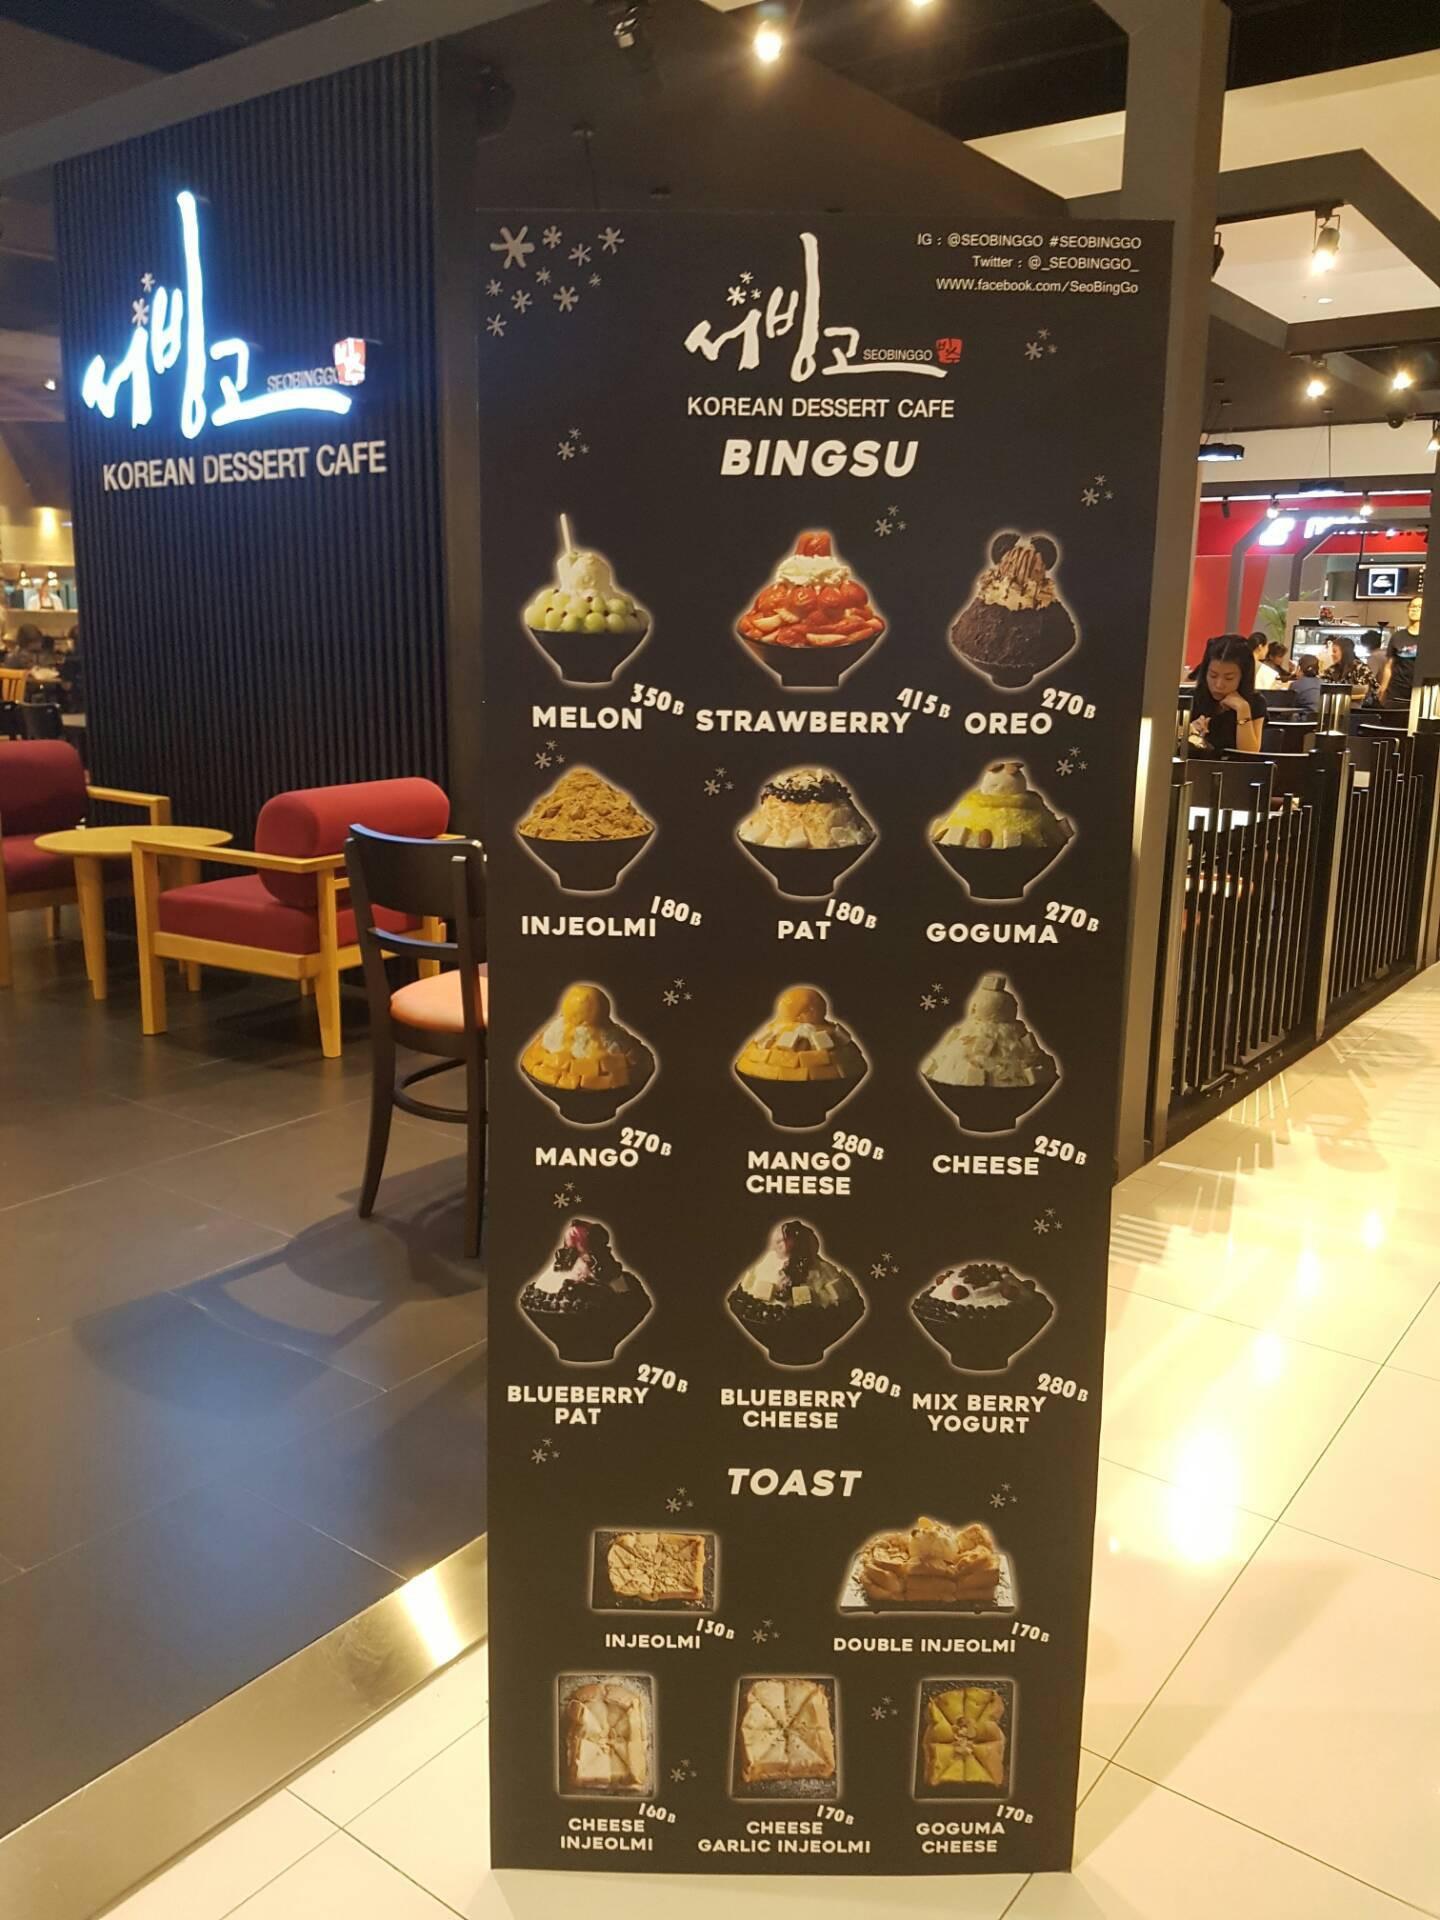 서빙고
SEOBINGGO
KOREAN DESSERT CAFE
IG : @SEOBINGGO #SEOBINGGO
Twitter : @_SEOBINGGO_
WWW.facebook.com/SeoBingGo
서빙고 SEOBINGGO
KOREAN DESSERT CAFE
BINGSU
MELON 350B STRAWBERRY 415B OREO 270B
INJEOLMI 180B PAT 180B GOGUMA 270B
MANGO 270B MANGO CHEESE 280B CHEESE 250B
BLUEBERRY PAT 270B BLUEBERRY CHEESE 280B MIX BERRY YOGURT 280B
TOAST
INJEOLMI 150B DOUBLE INJEOLMI 170B
CHEESE INJEOLMI 160B CHEESE GARLIC INJEOLMI 170B GOGUMA CHEESE 170B